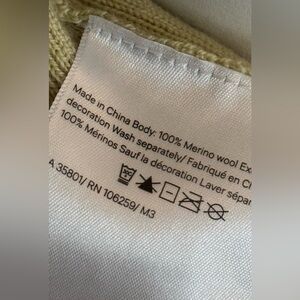 Made in China Body: 100% Merino wool Ex
decoration Wash separately/ Fabriqué en C
100% Mérinos Sauf la décoration Laver sépar
A 35801/ RN 106259/ M3